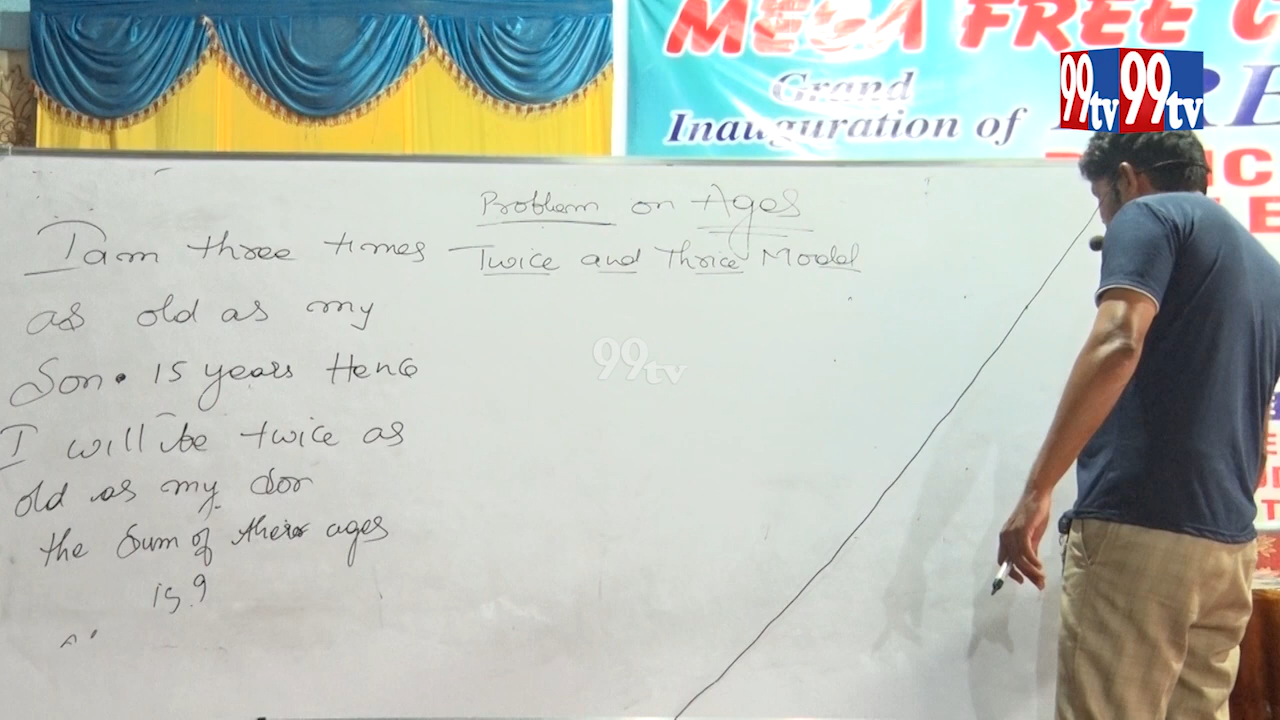 MEGA FREE C
Grand
Inauguration of
99tv 99tv
Problem on Ages
Twice and Thrice Model
I am three times
as old as my
Son. 15 years Hence
I will be twice as
old as my Son
the Sum of their ages
is ?
99tv